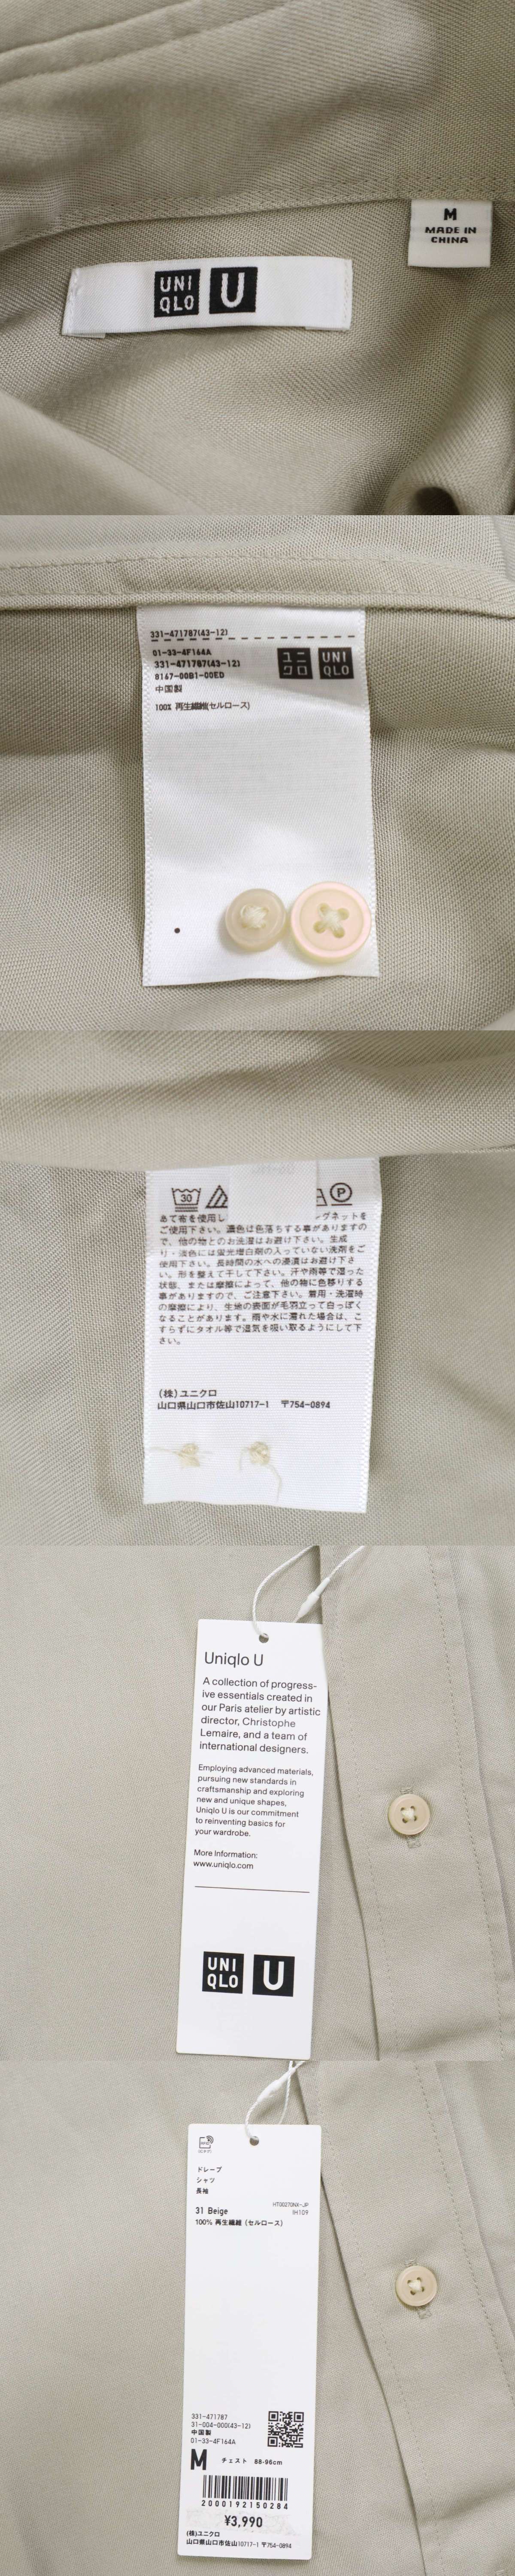 UNI
QLO
U
M
MADE IN
CHINA
331-471787(43-12)
01-33-4F164A
331-471787(43-12)
8167-00B1-00ED
中国製
100% 再生繊維(セルロース)
ユニ
クロ
UNI
QLO
30
P
あて布を使用し グネットを
ご使用下さい。濃色は色落ちする事がありますの
で、他の物とのお洗濯はお避け下さい。生成
り・淡色には蛍光増白剤の入っていない洗剤をご
使用下さい。長時間の水への浸漬はお避け下さ
い。形を整えて干して下さい。汗や雨等で湿った
状態、または摩擦によって、他の物に色移りする
事がありますので、ご注意下さい。着用・洗濯時
の摩擦により、生地の表面が毛羽立って白っぽく
なることがあります。雨や水に濡れた場合は、こ
すらずにタオル等で湿気を吸い取るようにして下
さい。
(株)ユニクロ
山口県山口市佐山10717-1 〒754-0894
Uniqlo U
A collection of progress-
ive essentials created in
our Paris atelier by artistic
director, Christophe
Lemaire, and a team of
international designers.
Employing advanced materials,
pursuing new standards in
craftsmanship and exploring
new and unique shapes,
Uniqlo U is our commitment
to reinventing basics for
your wardrobe.
More Information:
www.uniqlo.com
UNI
QLO
U
ドレープ
シャツ
長袖
31 Beige
100% 再生繊維 (セルロース)
331-471787
31-004-000(43-12)
中国製
01-33-4F164A
M チェスト 88-96cm
2000192150284
¥3,990
(株)ユニクロ
山口県山口市佐山10717-1 〒754-0894